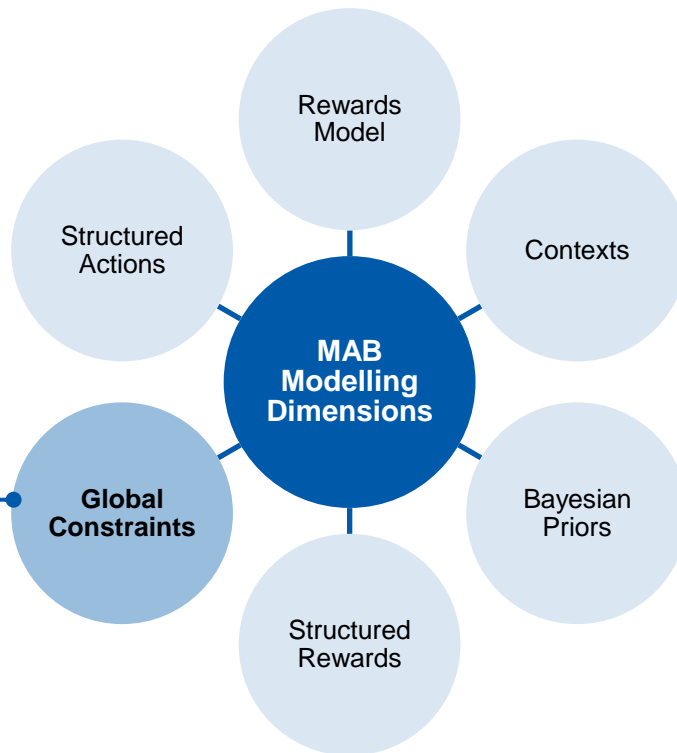 Rewards
Model
Structured
Actions
Contexts
MAB
Modelling
Dimensions
Global
Constraints
Bayesian
Priors
Structured
Rewards